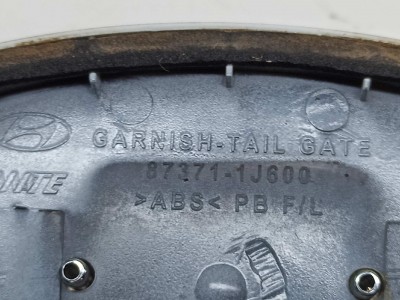 GARNISH-TAIL GATE
87371-1J600
>ABS< PB F/L